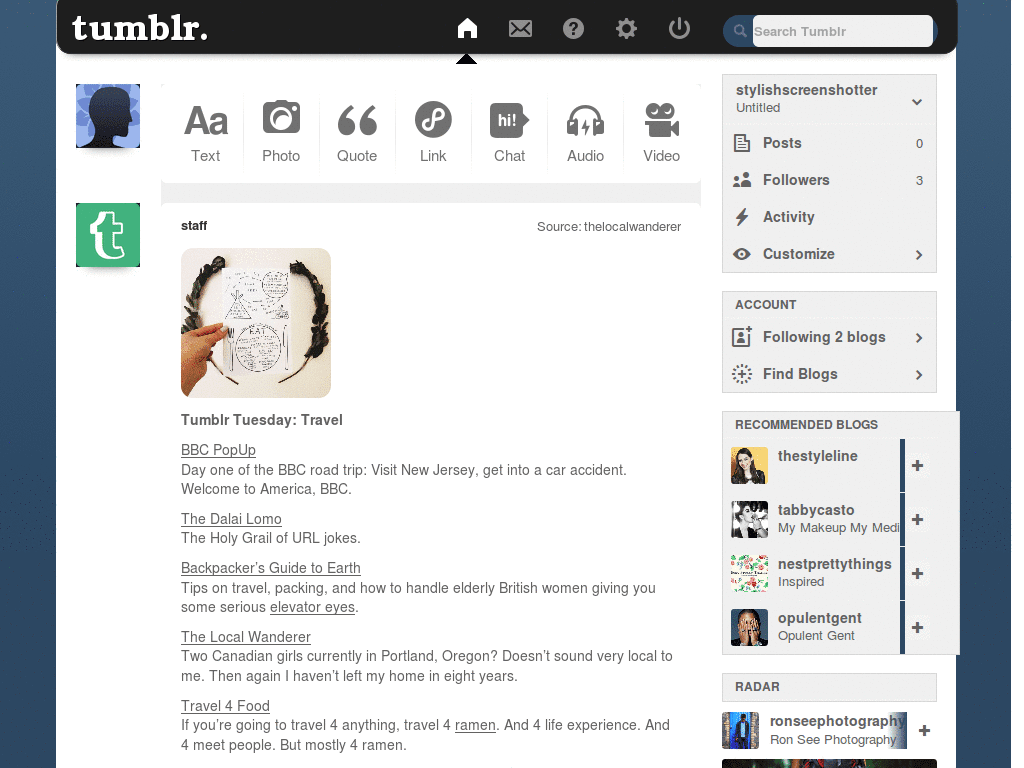 tumblr.
Search Tumblr
Aa
Text
Photo
Quote
Link
hi!
Chat
Audio
Video
staff
Source: thelocalwanderer
EAT
Tumblr Tuesday: Travel
BBC PopUp
Day one of the BBC road trip: Visit New Jersey, get into a car accident.
Welcome to America, BBC.
The Dalai Lomo
The Holy Grail of URL jokes.
Backpacker’s Guide to Earth
Tips on travel, packing, and how to handle elderly British women giving you
some serious elevator eyes.
The Local Wanderer
Two Canadian girls currently in Portland, Oregon? Doesn’t sound very local to
me. Then again I haven’t left my home in eight years.
Travel 4 Food
If you’re going to travel 4 anything, travel 4 ramen. And 4 life experience. And
4 meet people. But mostly 4 ramen.
stylishscreenshotter
Untitled
Posts 0
Followers 3
Activity
Customize
ACCOUNT
Following 2 blogs
Find Blogs
RECOMMENDED BLOGS
thestyleline
tabbycasto
My Makeup My Medi
nestprettythings
Inspired
opulentgent
Opulent Gent
RADAR
ronseephotography
Ron See Photography